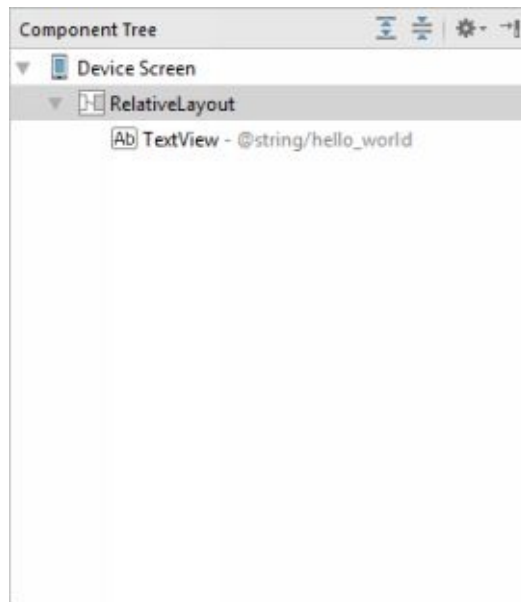 Component Tree
Device Screen
RelativeLayout
Ab TextView - @string/hello_world